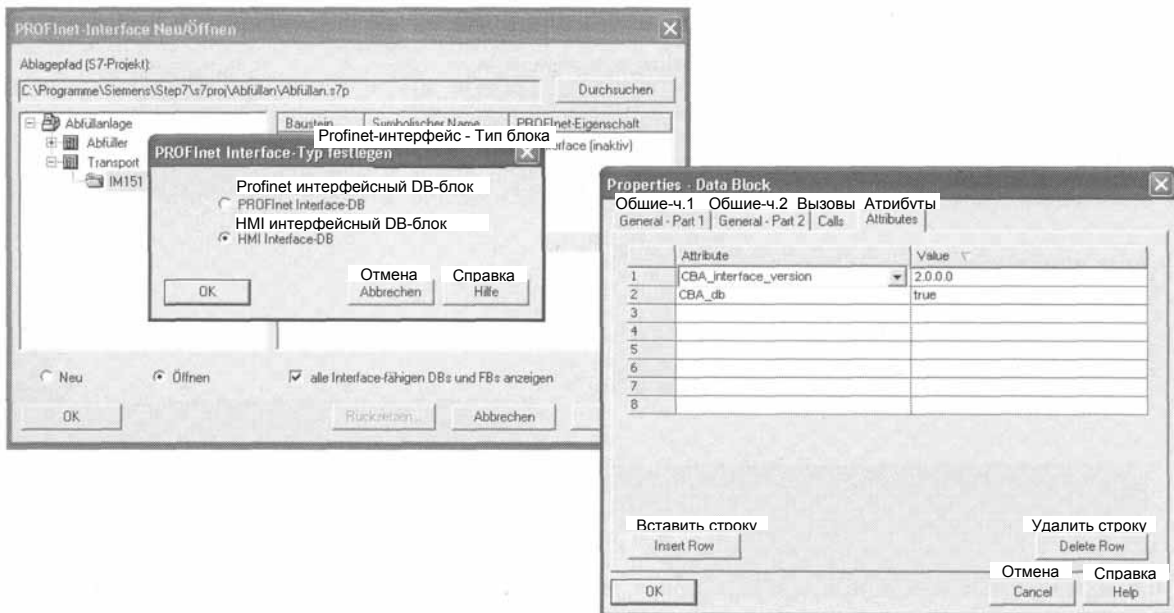 PROFInet-Interface Neu/Öffnen
Ablagepfad (S7-Projekt):
C:\Programme\Siemens\Step7\s7proj\Abfüllan\Abfüllan.s7p
Durchsuchen
Abfüllanlage
Abfüller
Transport
IM151
Baustein Symbolischer Name PROFInet-Eigenschaft
rface (inaktiv)
Profinet-интерфейс - Тип блока
PROFInet Interface-Typ festlegen
Profinet интерфейсный DB-блок
PROFInet Interface-DB
HMI интерфейсный DB-блок
HMI Interface-DB
Отмена Справка
OK Abbrechen Hilfe
Neu Öffnen alle Interface-fähigen DBs und FBs anzeigen
OK Rücksetzen... Abbrechen
Properties - Data Block
Общие-ч.1 Общие-ч.2 Вызовы Атрибуты
General - Part 1 General - Part 2 Calls Attributes
Attribute Value
1 CBA_interface_version 2.0.0.0
2 CBA_db true
3
4
5
6
7
8
Вставить строку Удалить строку
Insert Row Delete Row
Отмена Справка
OK Cancel Help